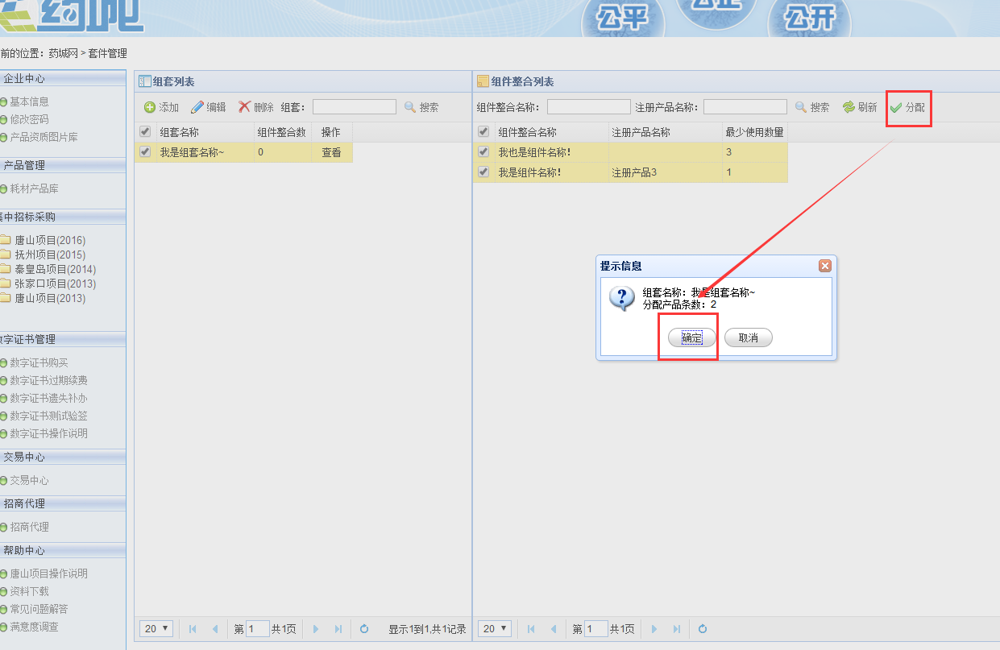 公平
公正
公开
前的位置：药城网 > 套件管理
企业中心
基本信息
修改密码
产品资质图片库
产品管理
耗材产品库
集中招标采购
唐山项目(2016)
抚州项目(2015)
秦皇岛项目(2014)
张家口项目(2013)
唐山项目(2013)
数字证书管理
数字证书购买
数字证书过期续费
数字证书遗失补办
数字证书测试验签
数字证书操作说明
交易中心
交易中心
招商代理
招商代理
帮助中心
唐山项目操作说明
资料下载
常见问题解答
满意度调查
组套列表
添加 编辑 删除 组套： 搜索
组套名称 组件整合数 操作
我是组套名称~ 0 查看
20 第 1 共1页 显示1到1,共1记录
组件整合列表
组件整合名称： 注册产品名称： 搜索 刷新 分配
组件整合名称 注册产品名称 最少使用数量
我也是组件名称！ 3
我是组件名称！ 注册产品3 1
提示信息
组套名称：我是组套名称~
分配产品条数：2
确定 取消
20 第 1 共1页